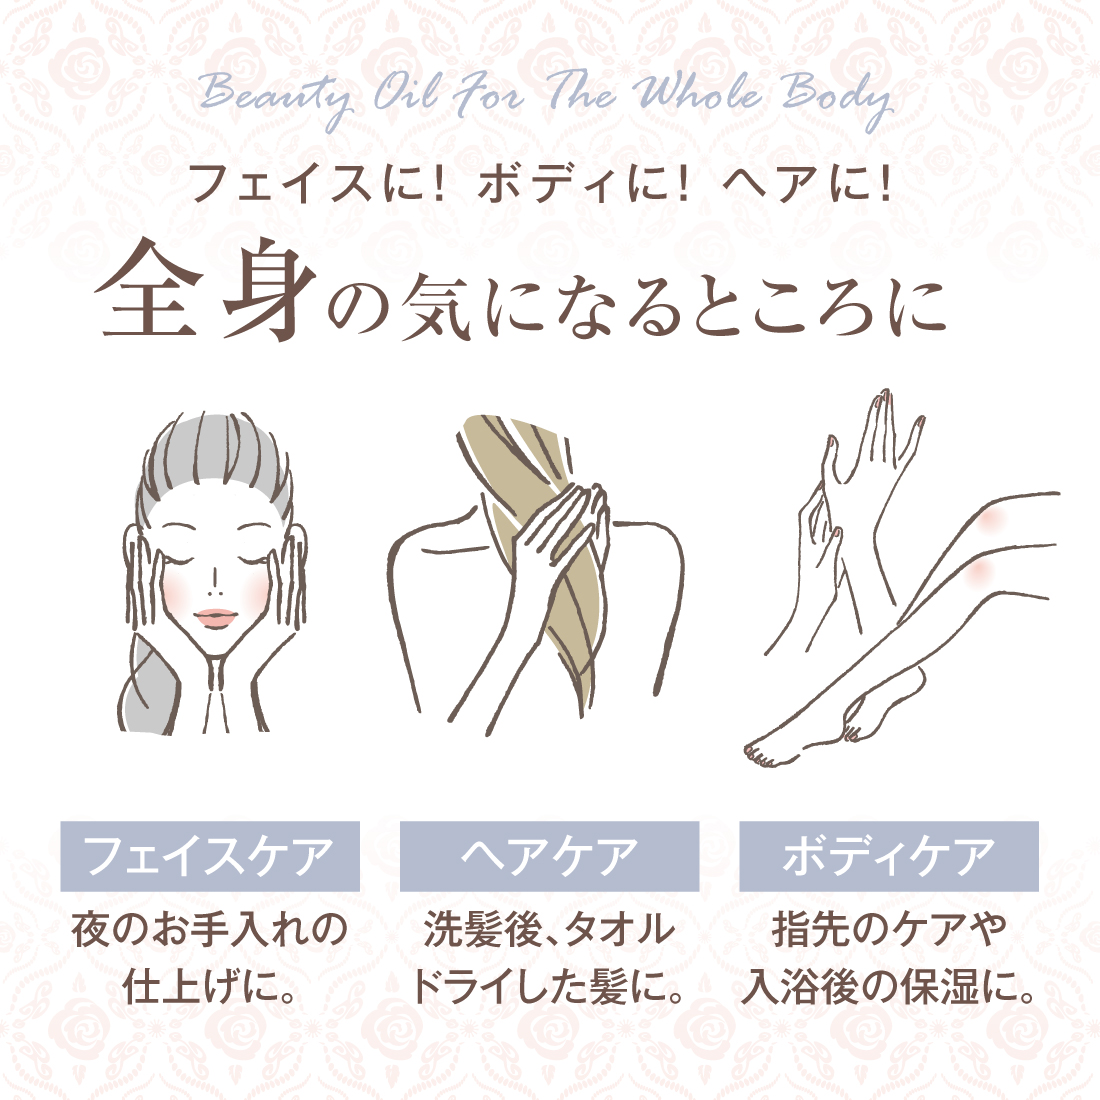 Beauty Oil For The Whole Body
フェイスに！ ボディに！ ヘアに！
全身の気になるところに
フェイスケア
夜のお手入れの
仕上げに。
ヘアケア
洗髪後、タオル
ドライした髪に。
ボディケア
指先のケアや
入浴後の保湿に。